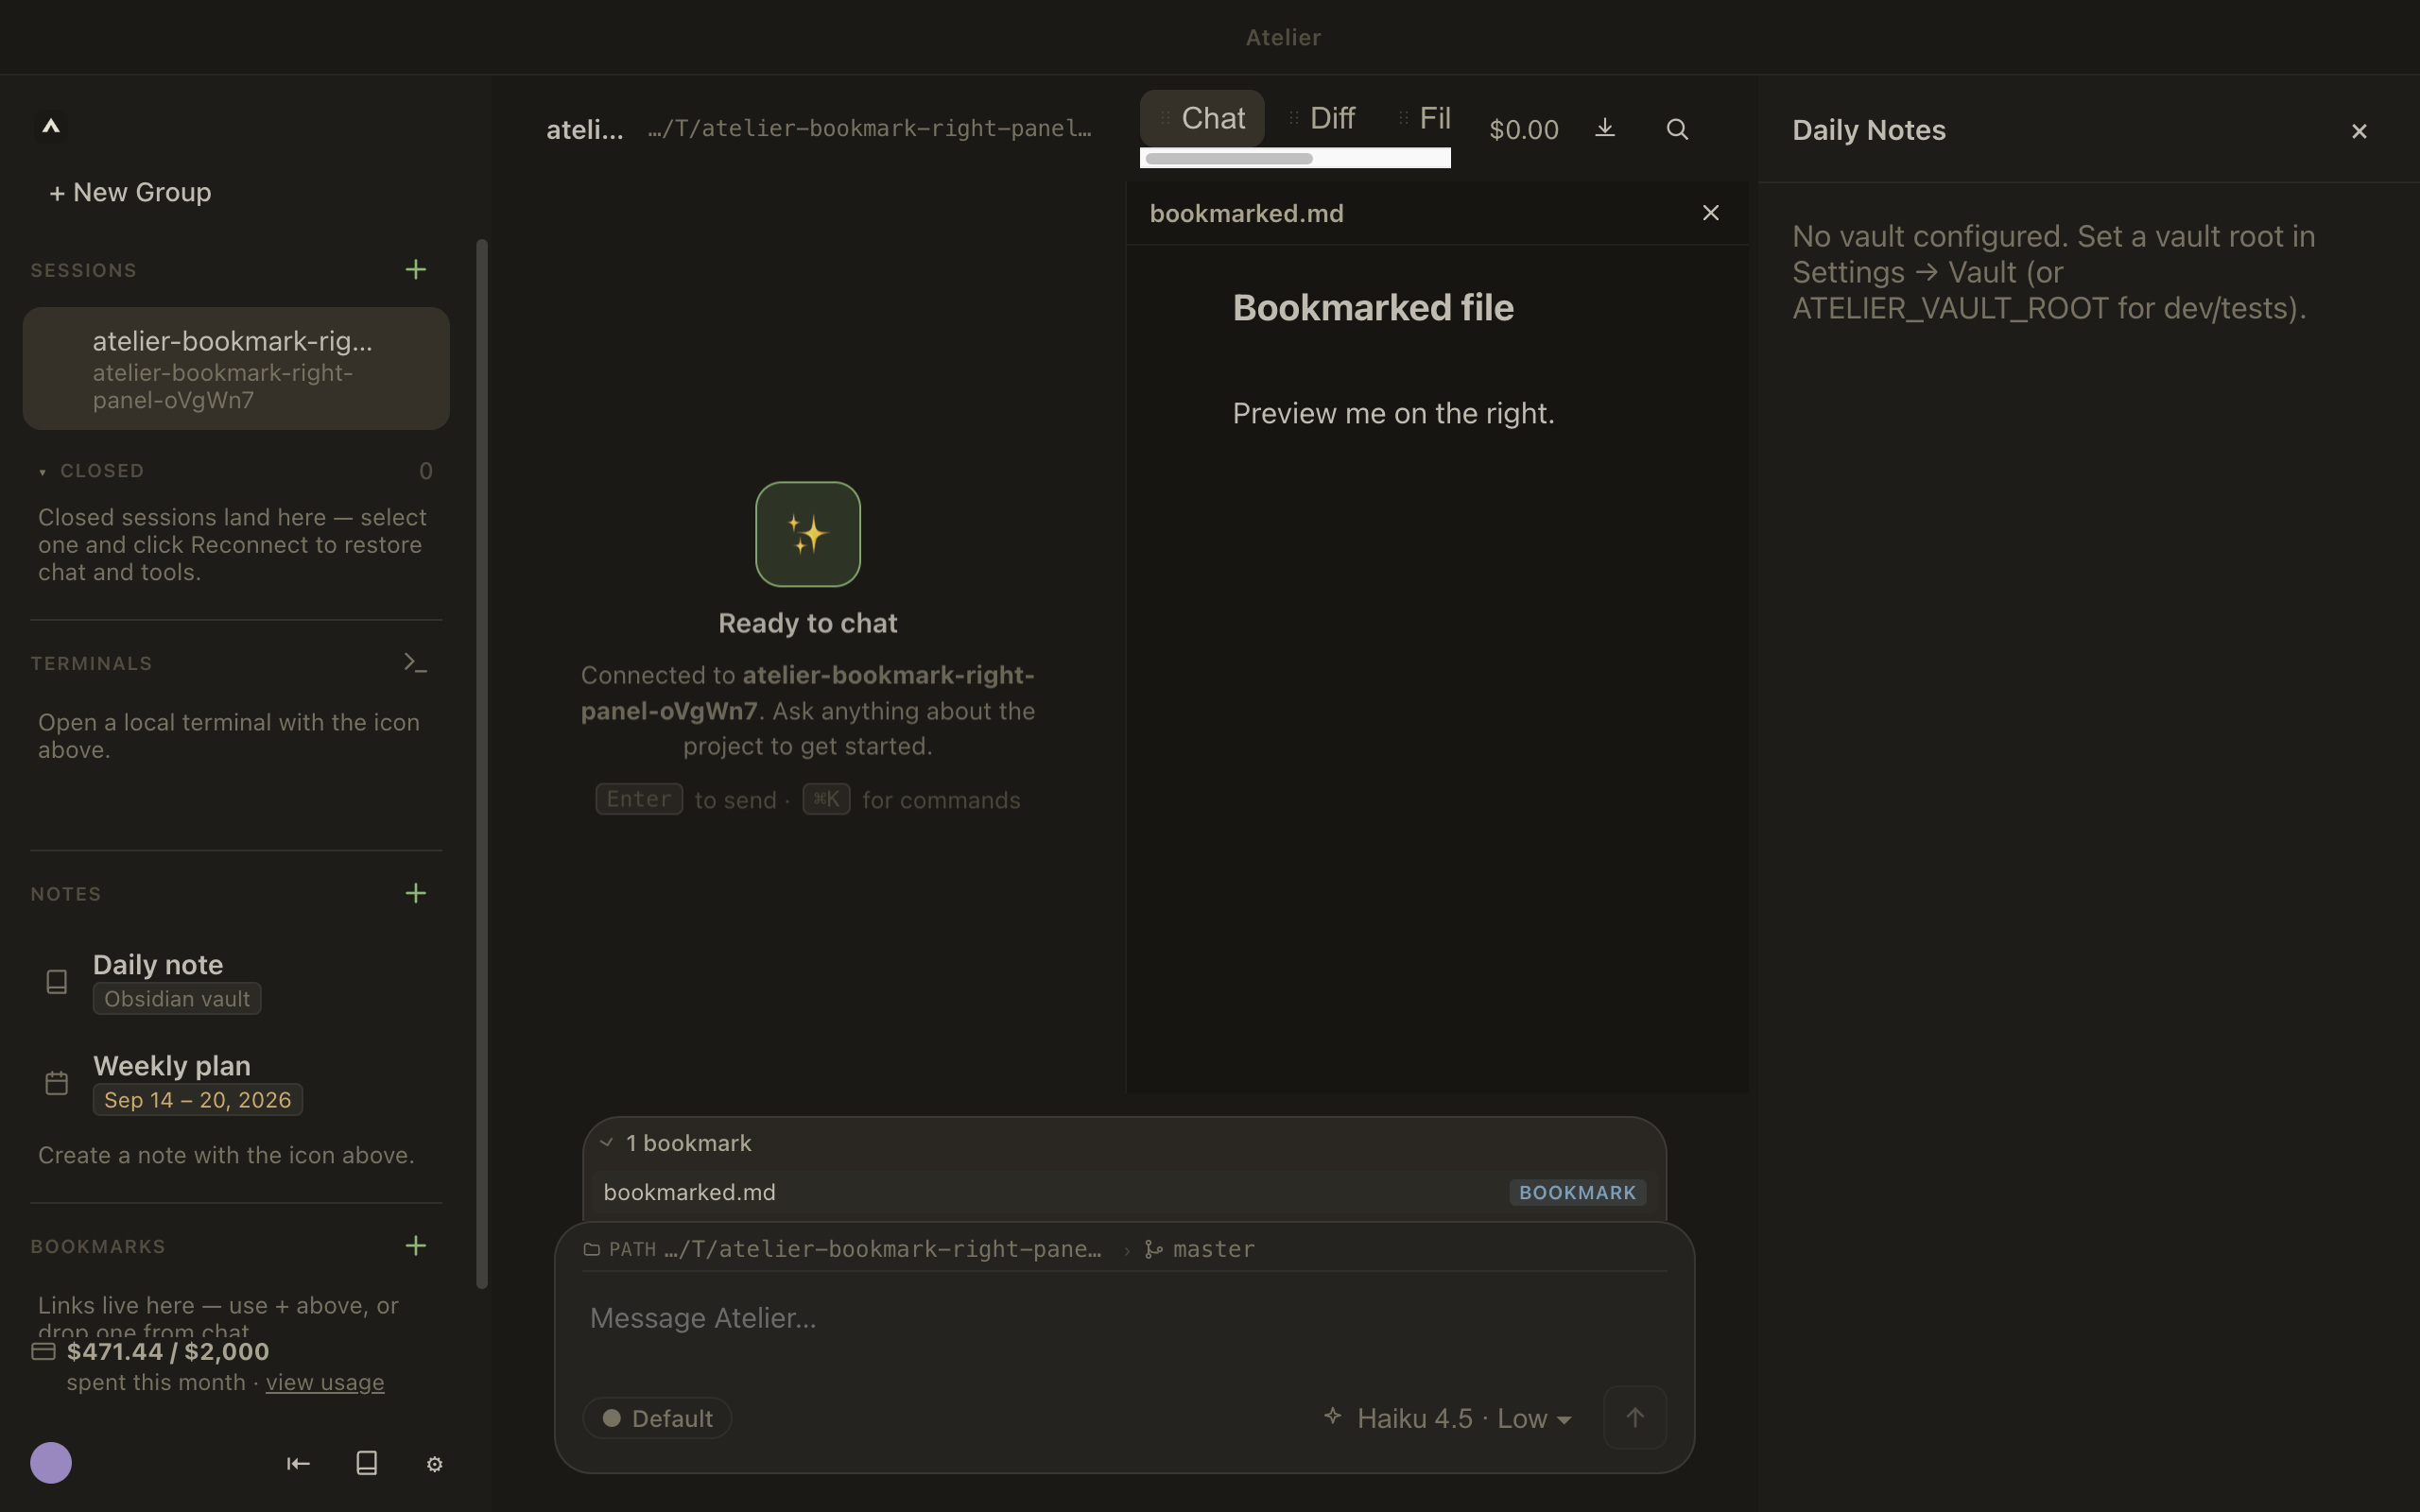 Atelier
+ New Group
SESSIONS
atelier-bookmark-rig...
atelier-bookmark-right-
panel-oVgWn7
CLOSED 0
Closed sessions land here — select
one and click Reconnect to restore
chat and tools.
TERMINALS
Open a local terminal with the icon
above.
NOTES
Daily note
Obsidian vault
Weekly plan
Sep 14 – 20, 2026
Create a note with the icon above.
BOOKMARKS
Links live here — use + above, or
drop one from chat
$471.44 / $2,000
spent this month · view usage
ateli... …/T/atelier-bookmark-right-panel…
Chat Diff Fil $0.00
Ready to chat
Connected to atelier-bookmark-right-
panel-oVgWn7. Ask anything about the
project to get started.
Enter to send · ⌘K for commands
bookmarked.md
Bookmarked file
Preview me on the right.
1 bookmark
bookmarked.md BOOKMARK
PATH …/T/atelier-bookmark-right-pane… › master
Message Atelier...
Default Haiku 4.5 · Low
Daily Notes
No vault configured. Set a vault root in
Settings → Vault (or
ATELIER_VAULT_ROOT for dev/tests).